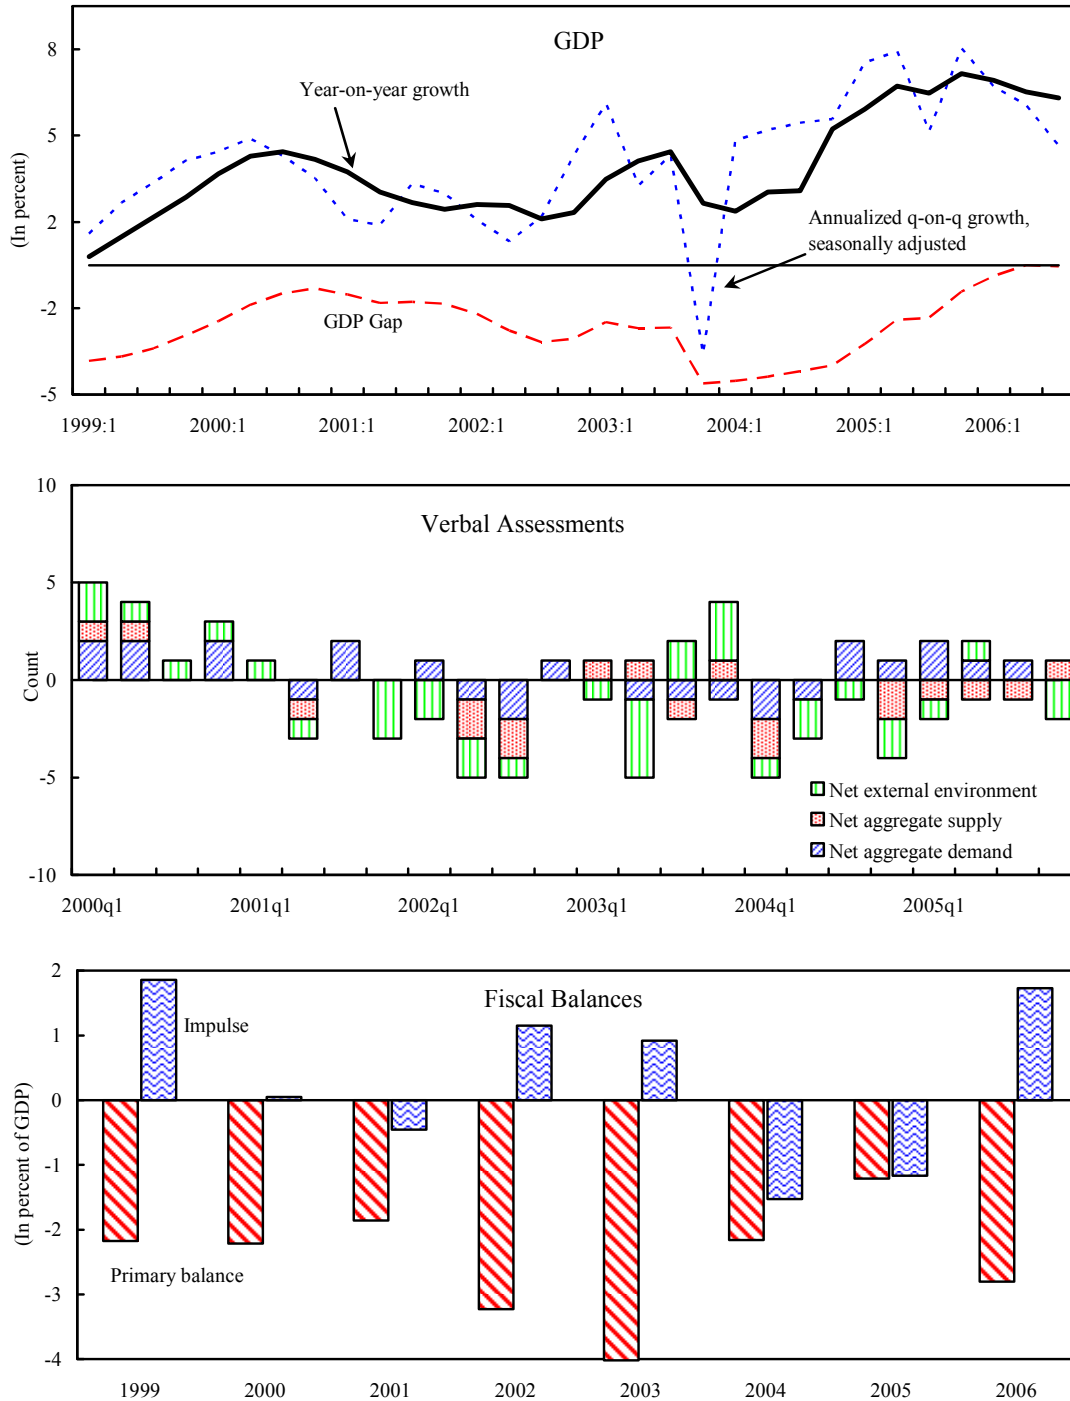 GDP
8
Year-on-year growth
5
(In percent)
2
Annualized q-on-q growth,
seasonally adjusted
-2
GDP Gap
-5
1999:1 2000:1 2001:1 2002:1 2003:1 2004:1 2005:1 2006:1
10
Verbal Assessments
5
Count
0
-5
Net external environment
Net aggregate supply
Net aggregate demand
-10
2000q1 2001q1 2002q1 2003q1 2004q1 2005q1
2
Fiscal Balances
Impulse
1
0
(In percent of GDP)
-1
-2
Primary balance
-3
-4
1999 2000 2001 2002 2003 2004 2005 2006